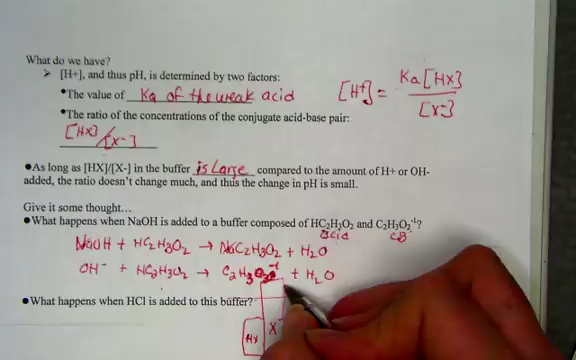 What do we have?
➢ [H+], and thus pH, is determined by two factors:
•The value of Ka of the weak acid
[H+] = Ka[HX] / [X-]
•The ratio of the concentrations of the conjugate acid-base pair:
[HX]/[X-]
●As long as [HX]/[X-] in the buffer is large compared to the amount of H+ or OH-
added, the ratio doesn't change much, and thus the change in pH is small.
Give it some thought…
●What happens when NaOH is added to a buffer composed of HC2H3O2 and C2H3O2-1?
acid CB
NaOH + HC2H3O2 → NaC2H3O2 + H2O
OH- + HC2H3O2 → C2H3O2-1 + H2O
●What happens when HCl is added to this buffer?
HX X-